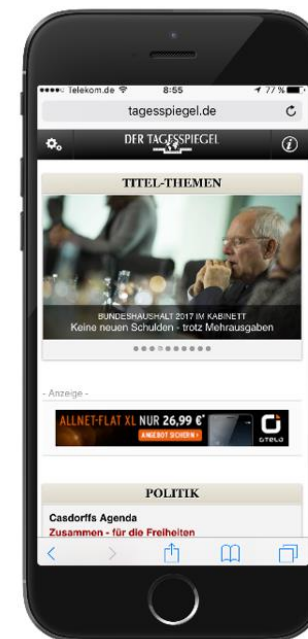 Telekom.de 8:55 77 %
tagesspiegel.de
DER TAGESSPIEGEL
TITEL-THEMEN
BUNDESHAUSHALT 2017 IM KABINETT
Keine neuen Schulden - trotz Mehrausgaben
- Anzeige -
ALLNET-FLAT XL NUR 26,99 €*
ANGEBOT SICHERN ›
OTELO
POLITIK
Casdorffs Agenda
Zusammen - für die Freiheiten